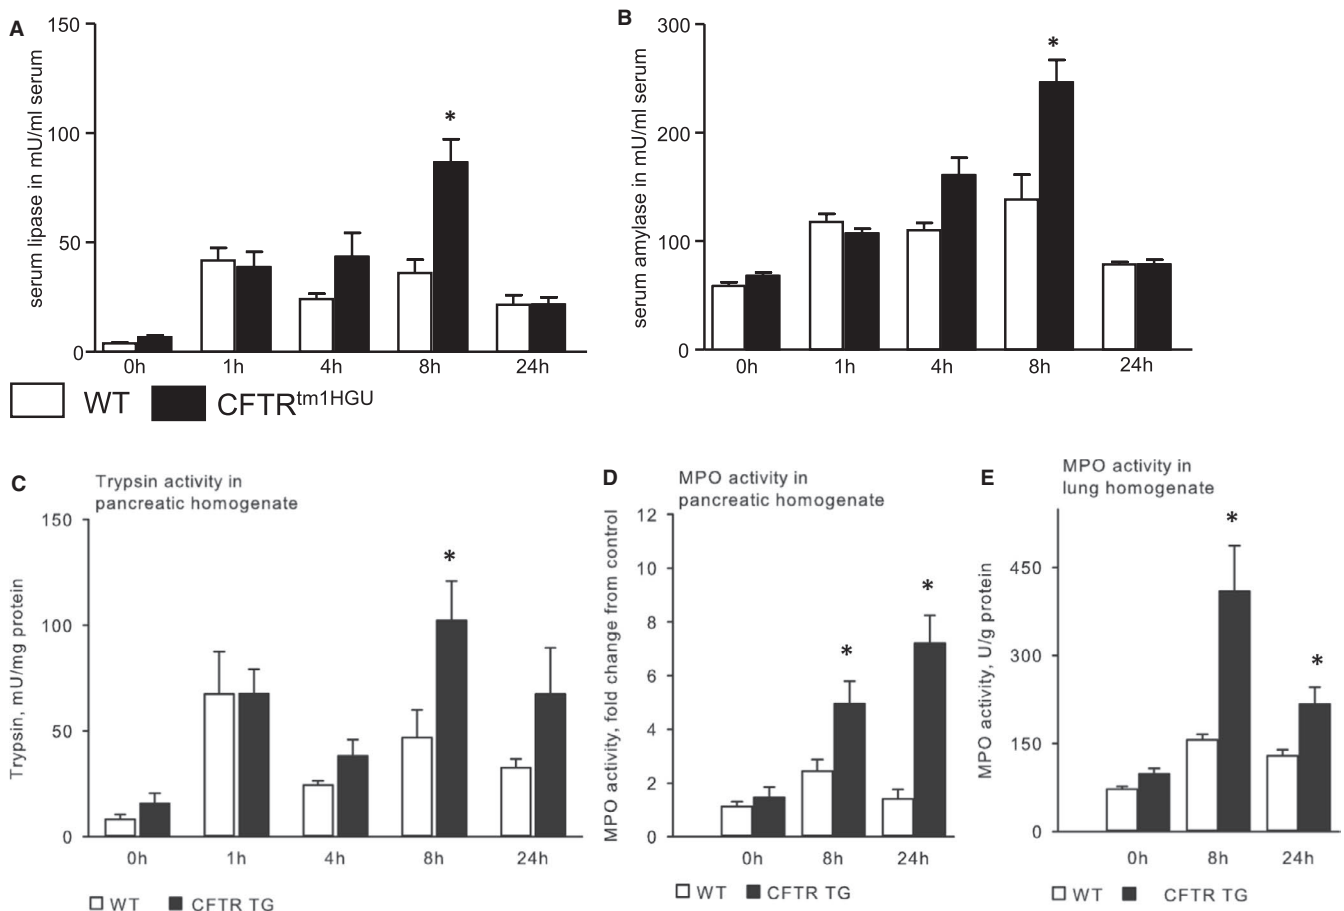 A
serum lipase in mU/ml serum
150
100
50
0
*
0h 1h 4h 8h 24h
B
serum amylase in mU/ml serum
300
200
100
0
*
0h 1h 4h 8h 24h
WT CFTRtm1HGU
C
Trypsin activity in
pancreatic homogenate
Trypsin, mU/mg protein
150
100
50
0
*
0h 1h 4h 8h 24h
WT CFTR TG
D
MPO activity in
pancreatic homogenate
MPO activity, fold change from control
12
10
8
6
4
2
0
*
*
0h 8h 24h
WT CFTR TG
E
MPO activity in
lung homogenate
MPO activity, U/g protein
450
300
150
0
*
*
0h 8h 24h
WT CFTR TG